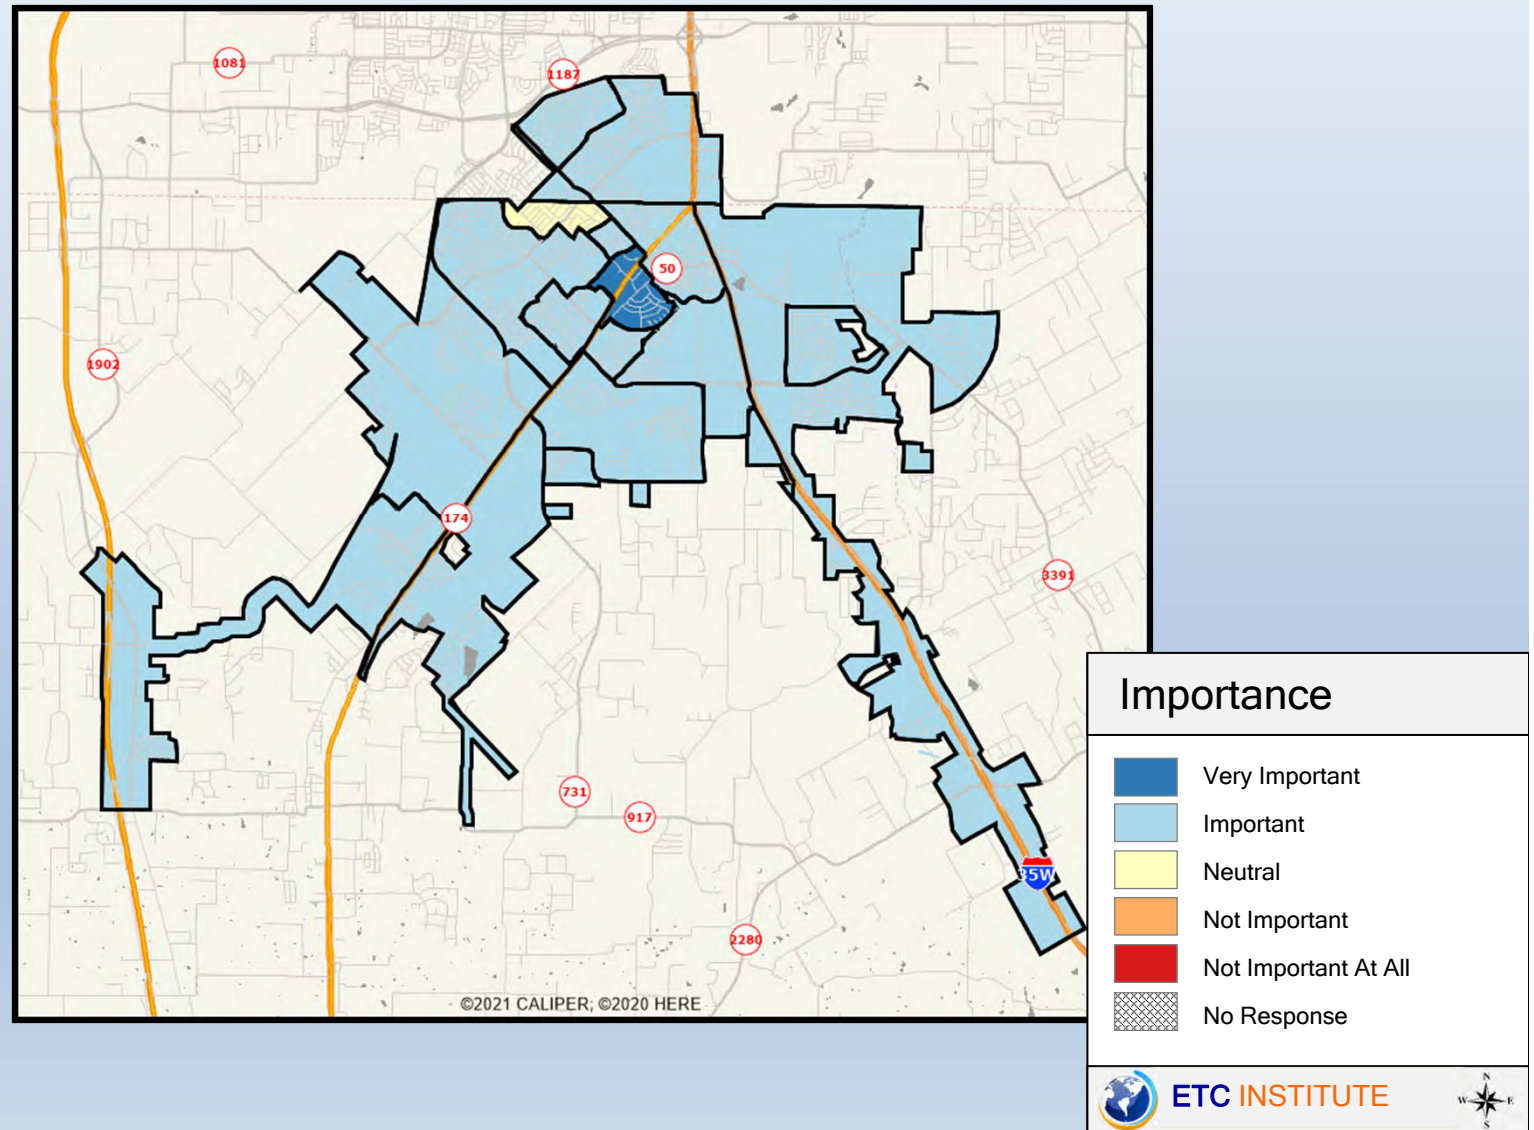 1081
1187
50
1902
174
3391
731
917
35W
2280
©2021 CALIPER; ©2020 HERE
Importance
Very Important
Important
Neutral
Not Important
Not Important At All
No Response
ETC INSTITUTE
N
W E
S